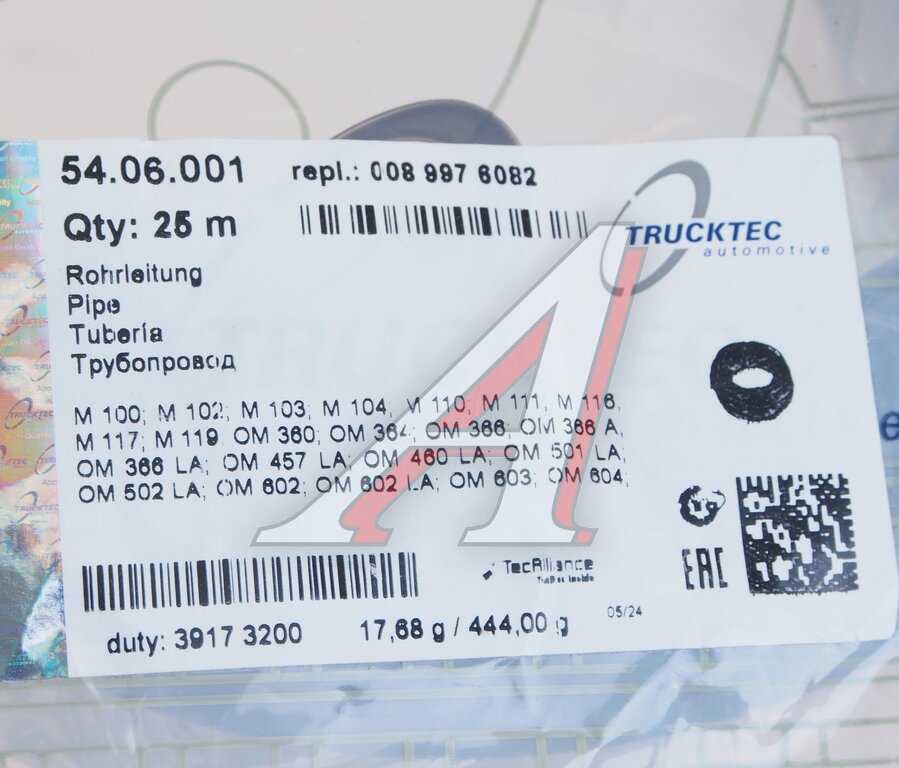 54.06.001 repl.: 008 997 6082
Qty: 25 m
TRUCKTEC
automotive
Rohrleitung
Pipe
Tubería
Трубопровод
M 100; M 102; M 103; M 104, M 110; M 111; M 116,
M 117; M 119; OM 360; OM 364; OM 366; OM 366 A,
OM 366 LA; OM 457 LA; OM 460 LA; OM 501 LA;
OM 502 LA; OM 602; OM 602 LA; OM 603; OM 604;
TecAlliance
EAC
duty: 3917 3200 17,68 g / 444,00 g 05/24